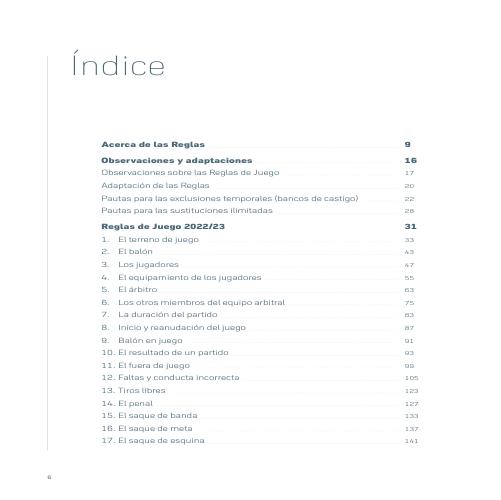 Índice
Acerca de las Reglas 9
Observaciones y adaptaciones 16
Observaciones sobre las Reglas de Juego 17
Adaptación de las Reglas 20
Pautas para las exclusiones temporales (bancos de castigo) 22
Pautas para las sustituciones ilimitadas 28
Reglas de Juego 2022/23 31
1. El terreno de juego 33
2. El balón 43
3. Los jugadores 47
4. El equipamiento de los jugadores 55
5. El árbitro 63
6. Los otros miembros del equipo arbitral 75
7. La duración del partido 83
8. Inicio y reanudación del juego 87
9. Balón en juego 91
10. El resultado de un partido 93
11. El fuera de juego 99
12. Faltas y conducta incorrecta 105
13. Tiros libres 123
14. El penal 127
15. El saque de banda 133
16. El saque de meta 137
17. El saque de esquina 141
6